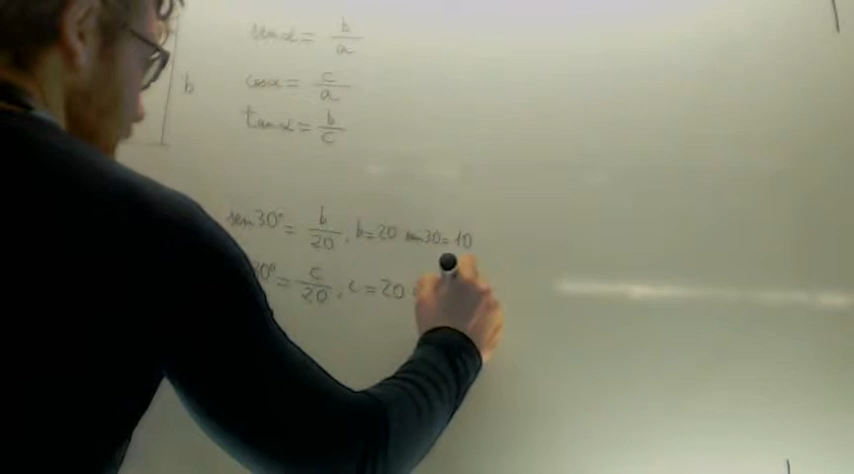 sen α = b/a
b
cos α = c/a
tan α = b/c
sen 30° = b/20, b = 20 sen 30 = 10
30° = c/20, c = 20